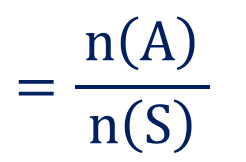 = n(A)
n(S)